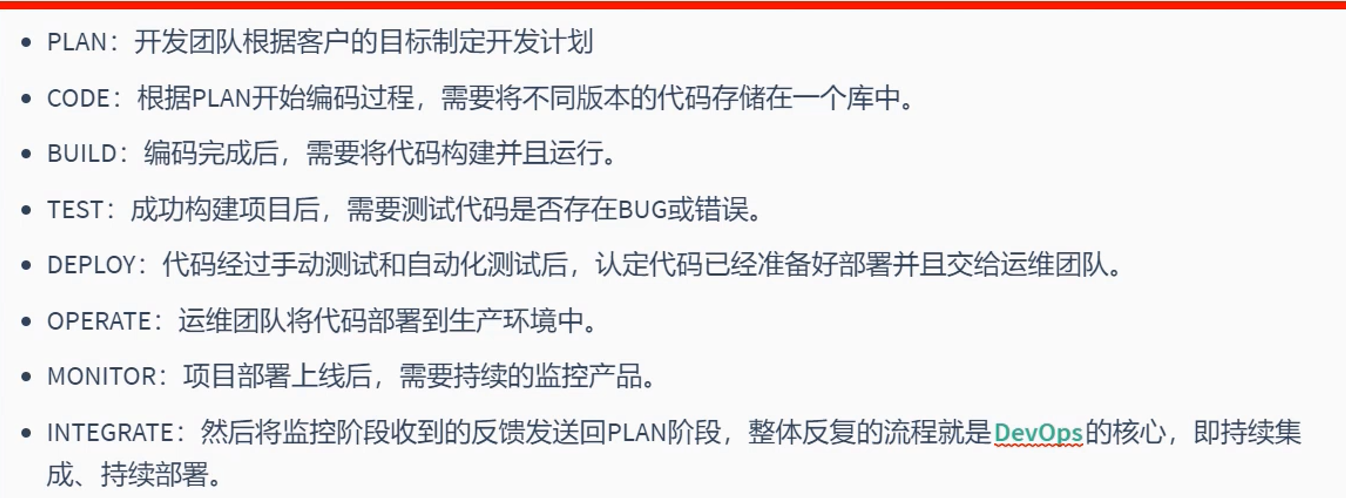 • PLAN：开发团队根据客户的目标制定开发计划
• CODE：根据PLAN开始编码过程，需要将不同版本的代码存储在一个库中。
• BUILD：编码完成后，需要将代码构建并且运行。
• TEST：成功构建项目后，需要测试代码是否存在BUG或错误。
• DEPLOY：代码经过手动测试和自动化测试后，认定代码已经准备好部署并且交给运维团队。
• OPERATE：运维团队将代码部署到生产环境中。
• MONITOR：项目部署上线后，需要持续的监控产品。
• INTEGRATE：然后将监控阶段收到的反馈发送回PLAN阶段，整体反复的流程就是DevOps的核心，即持续集
成、持续部署。